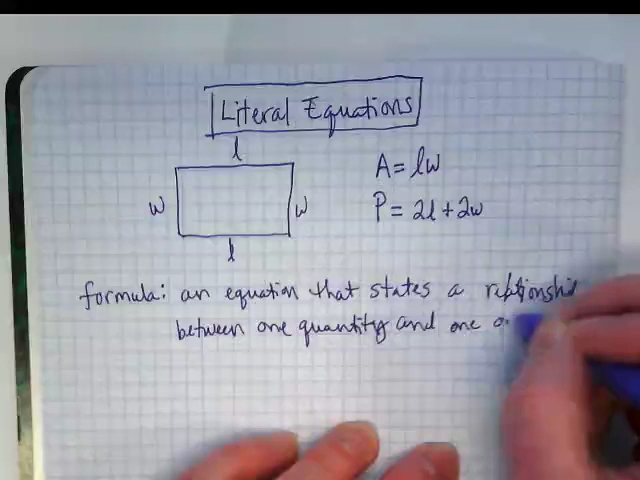 Literal Equations
l
A = lw
w
w
P = 2l + 2w
l
formula: an equation that states a relationship
between one quantity and one